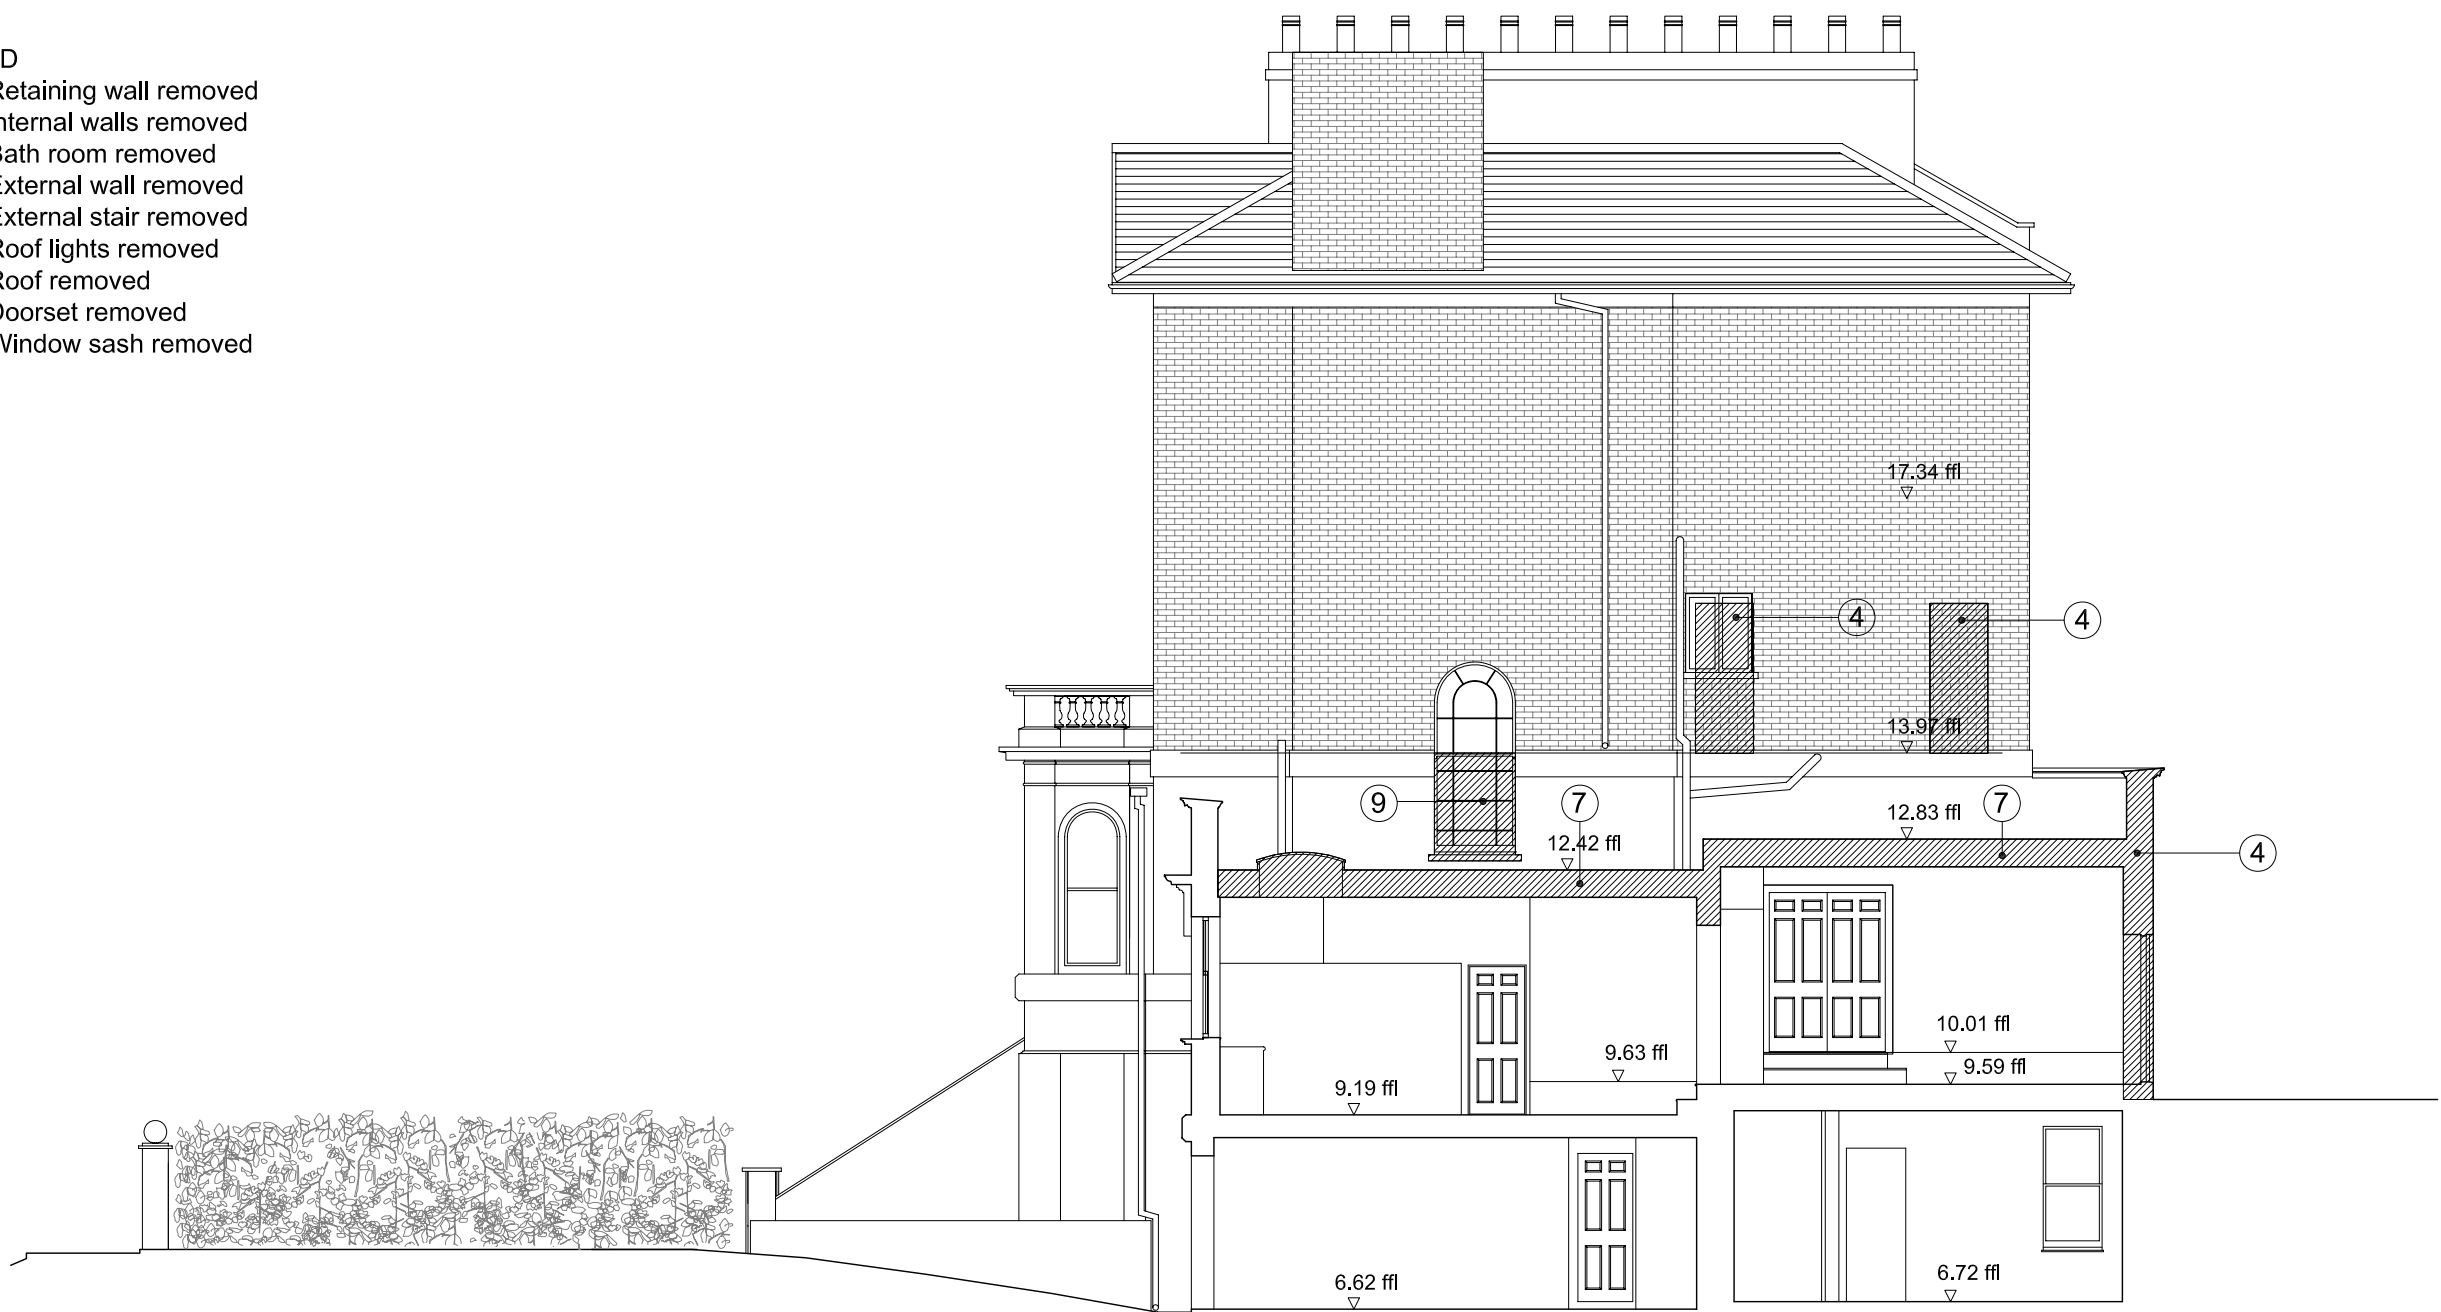 D
Retaining wall removed
Internal walls removed
Bath room removed
External wall removed
External stair removed
Roof lights removed
Roof removed
Doorset removed
Window sash removed
17.34 ffl
4
4
13.97 ffl
9
7
7
12.83 ffl
12.42 ffl
4
10.01 ffl
9.63 ffl
9.59 ffl
9.19 ffl
6.72 ffl
6.62 ffl